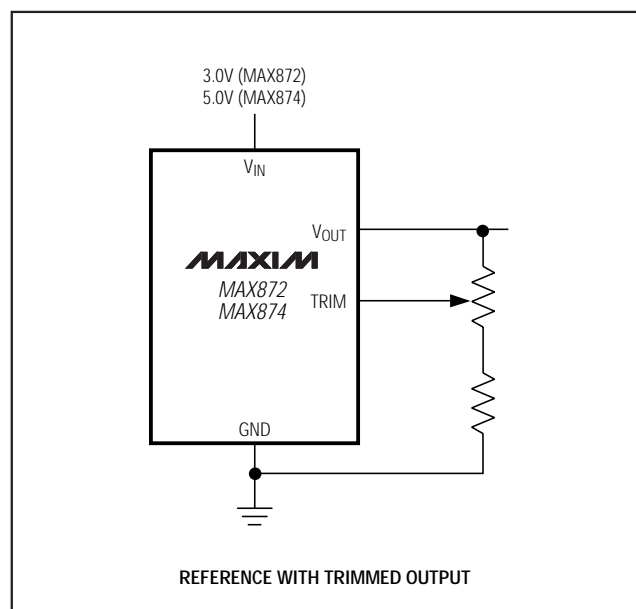 3.0V (MAX872)
5.0V (MAX874)
VIN
VOUT
MAXIM
MAX872
MAX874
TRIM
GND
REFERENCE WITH TRIMMED OUTPUT